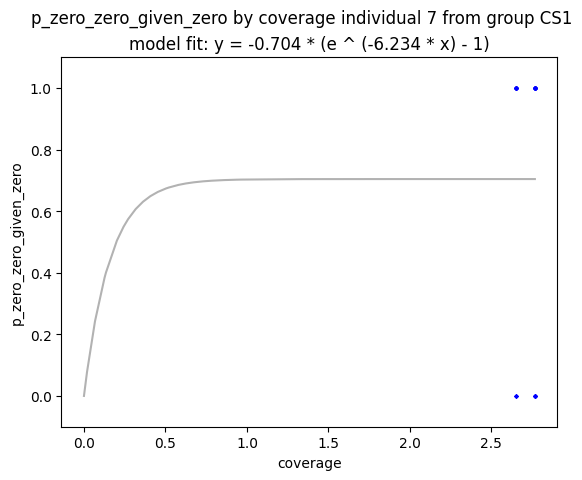 p_zero_zero_given_zero by coverage individual 7 from group CS1
model fit: y = -0.704 * (e ^ (-6.234 * x) - 1)
1.0
0.8
0.6
0.4
0.2
0.0
p_zero_zero_given_zero
0.0 0.5 1.0 1.5 2.0 2.5
coverage